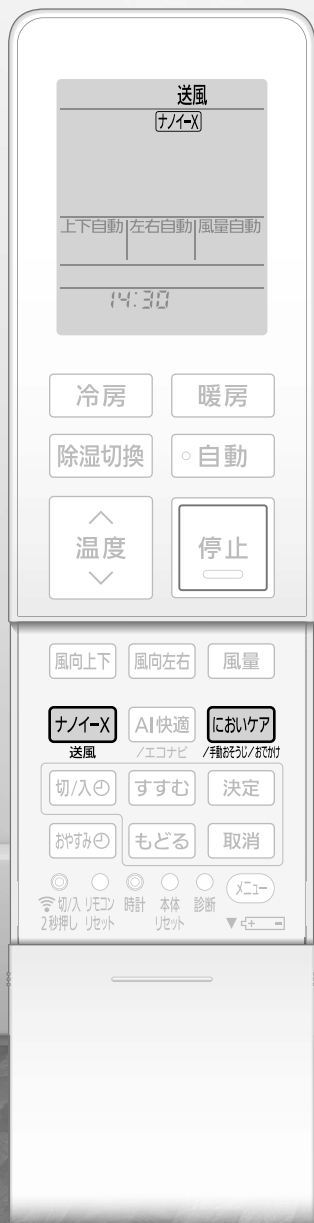 送風
ナノイーX
上下自動 左右自動 風量自動
14:30
冷房 暖房
除湿切換 自動
温度 停止
風向上下 風向左右 風量
ナノイーX AI快適 においケア
送風 /エコナビ /手動おそうじ/おでかけ
切/入 すすむ 決定
おやすみ もどる 取消
切/入 リモコン 時計 本体 診断 メニュー
2秒押し リセット リセット ▼ + -